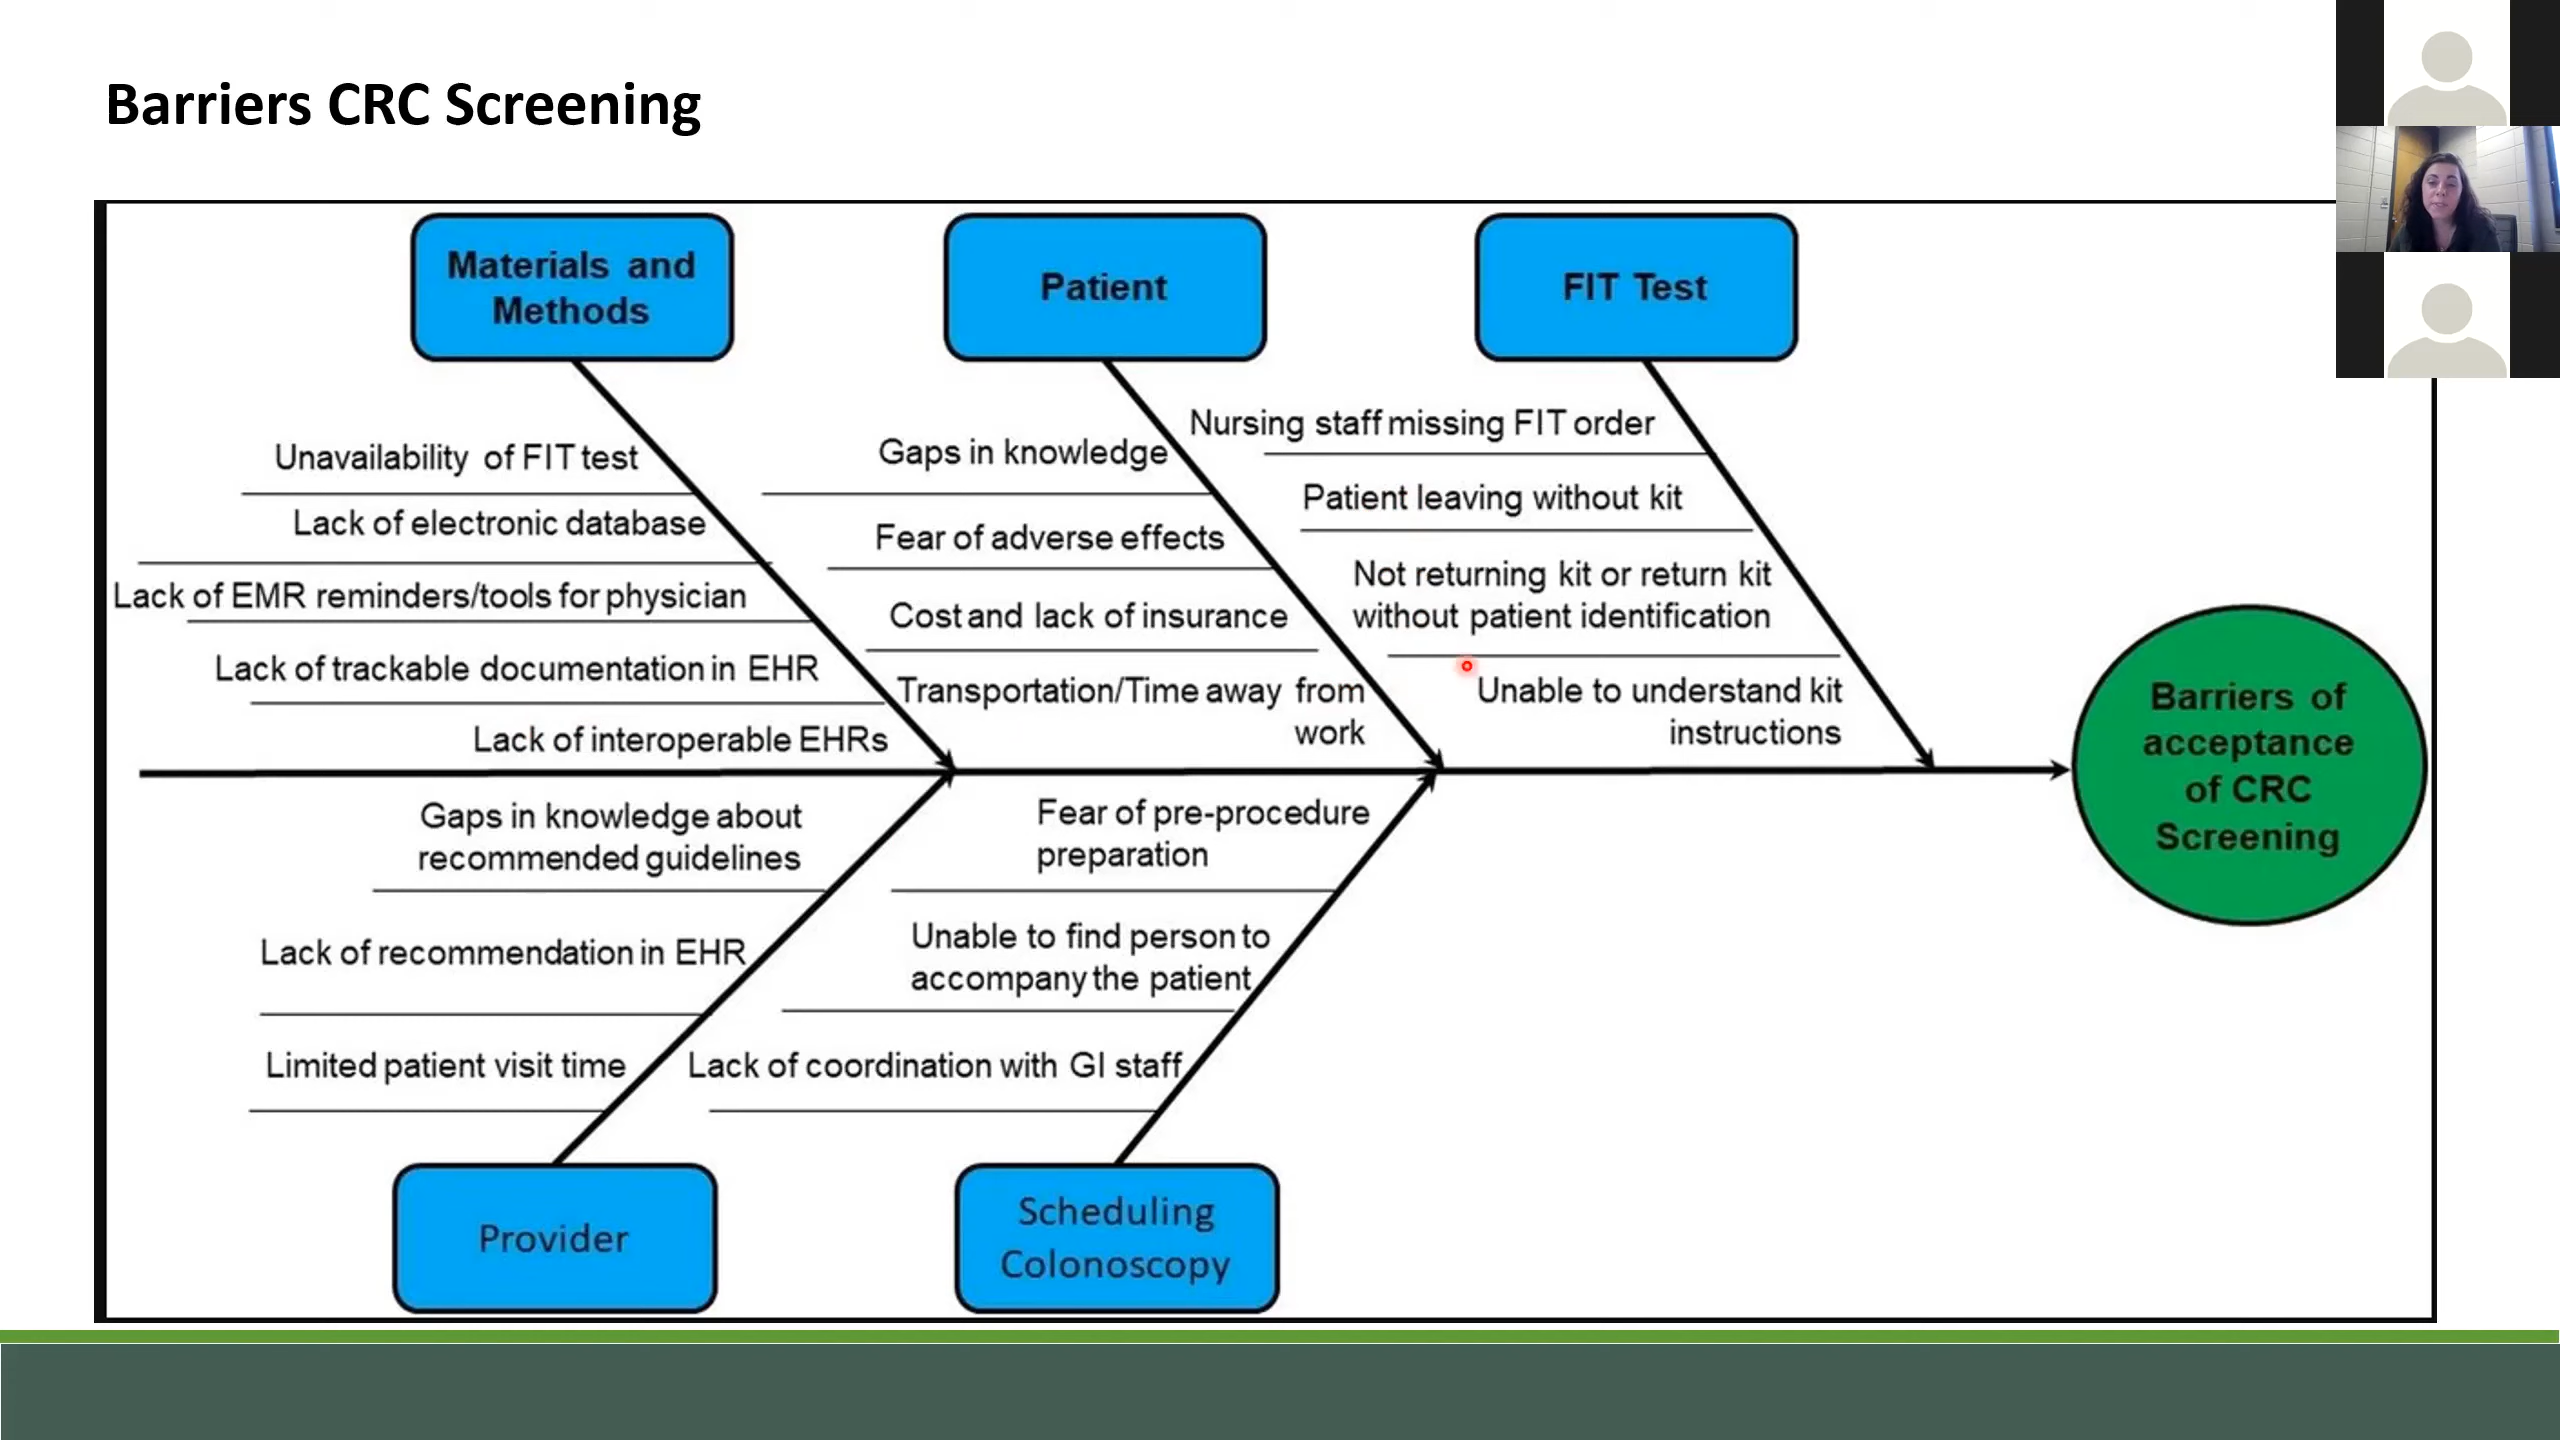 Barriers CRC Screening
Materials and
Methods
Patient
FIT Test
Unavailability of FIT test
Lack of electronic database
Lack of EMR reminders/tools for physician
Lack of trackable documentation in EHR
Lack of interoperable EHRs
Gaps in knowledge
Fear of adverse effects
Cost and lack of insurance
Transportation/Time away from
work
Nursing staff missing FIT order
Patient leaving without kit
Not returning kit or return kit
without patient identification
Unable to understand kit
instructions
Barriers of
acceptance
of CRC
Screening
Gaps in knowledge about
recommended guidelines
Lack of recommendation in EHR
Limited patient visit time
Fear of pre-procedure
preparation
Unable to find person to
accompany the patient
Lack of coordination with GI staff
Provider
Scheduling
Colonoscopy